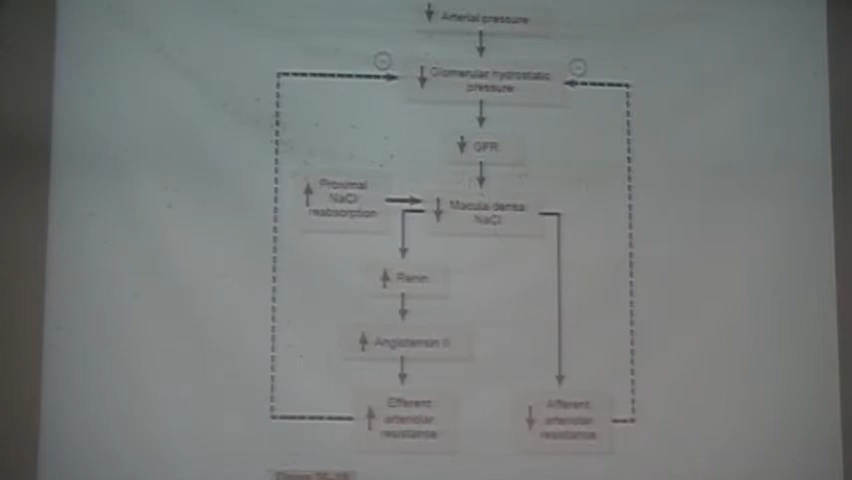 Arterial pressure
Glomerular hydrostatic
pressure
GFR
Proximal
NaCl
reabsorption
Macula densa
NaCl
Renin
Angiotensin II
Efferent
arteriolar
resistance
Afferent
arteriolar
resistance